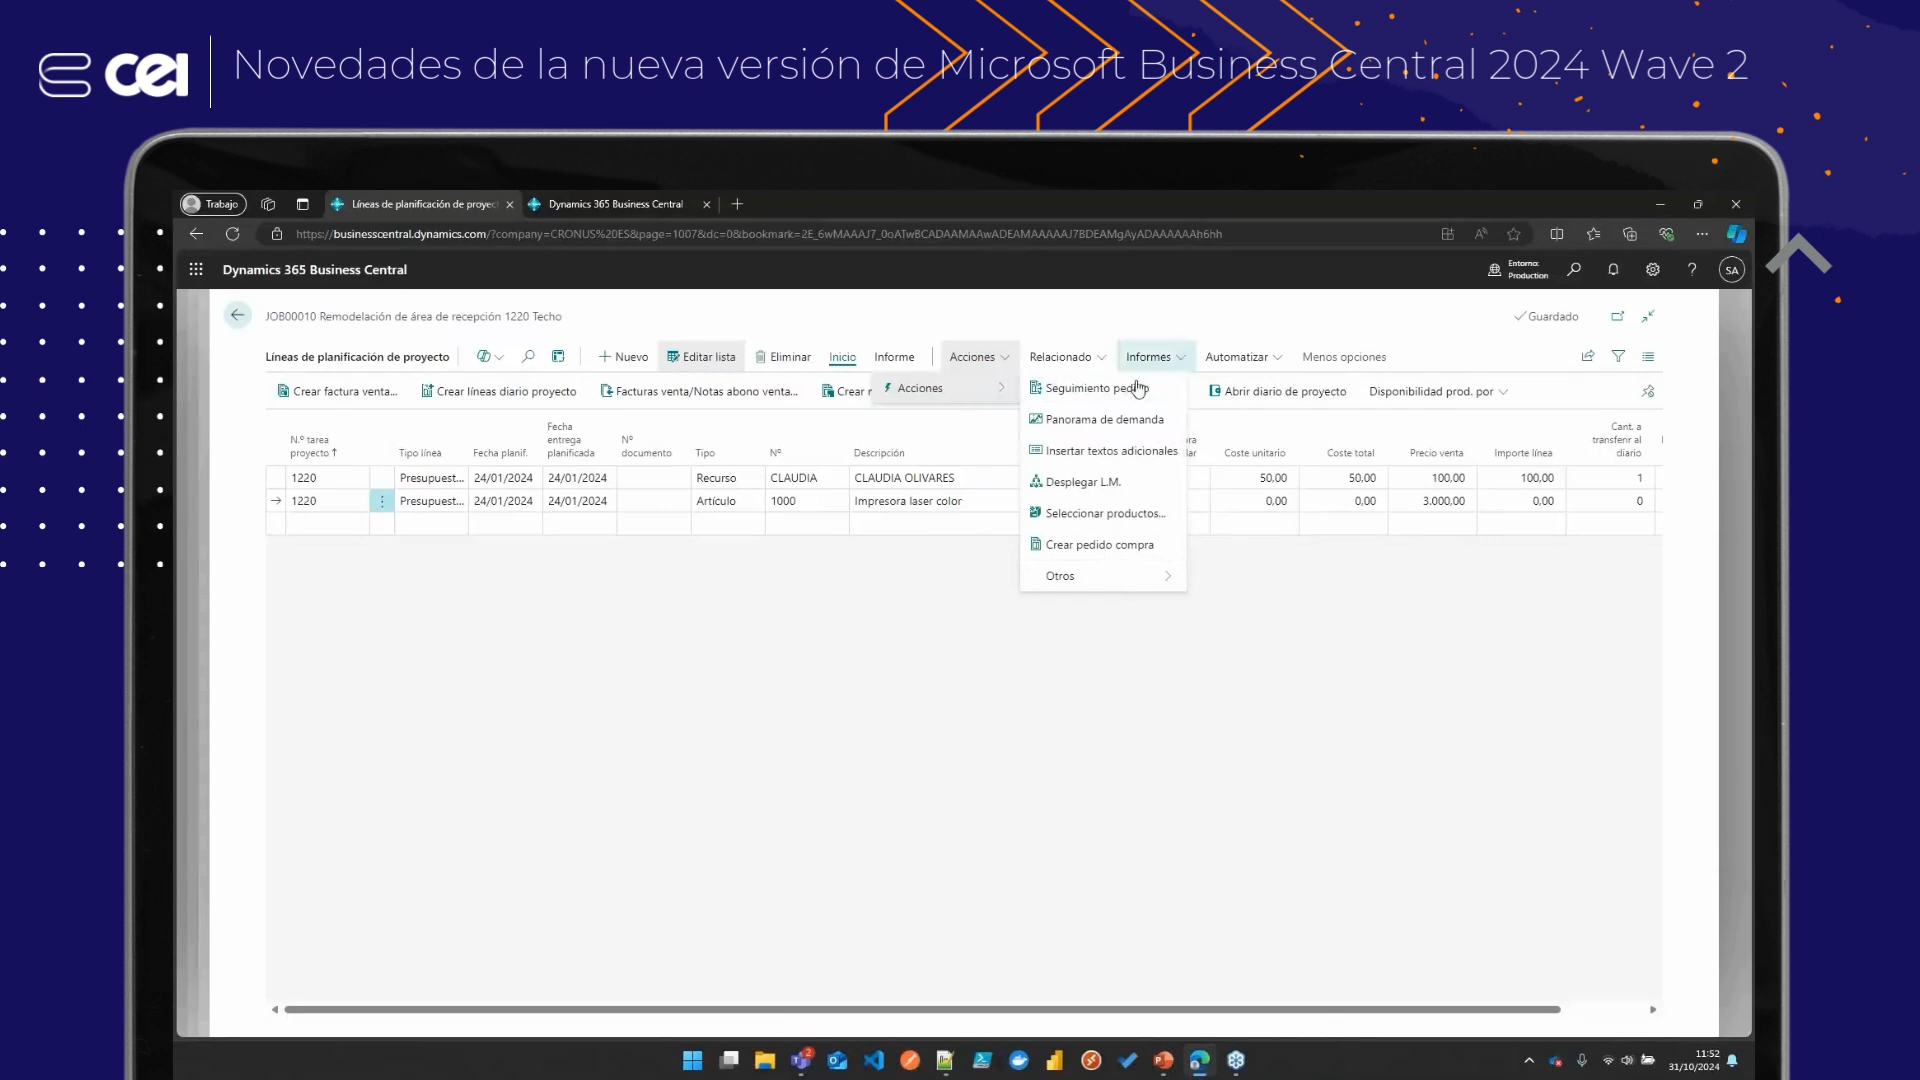 cei
Novedades de la nueva versión de Microsoft Business Central 2024 Wave 2
Trabajo
Líneas de planificación de proyec
Dynamics 365 Business Central
https://businesscentral.dynamics.com/?company=CRONUS%20ES&page=1007&dc=0&bookmark=2E_6wMAAAJ7_0oATwBCADAAMAAwADEAMAAAAAJ7BDEAMgAyADAAAAAAh6hh
Dynamics 365 Business Central
Entorno:
Production
SA
JOB00010 Remodelación de área de recepción 1220 Techo
Guardado
Líneas de planificación de proyecto
Nuevo
Editar lista
Eliminar
Inicio
Informe
Acciones
Relacionado
Informes
Automatizar
Menos opciones
Crear factura venta...
Crear líneas diario proyecto
Facturas venta/Notas abono venta...
Crear r
Acciones
Abrir diario de proyecto
Disponibilidad prod. por
Seguimiento pedido
Panorama de demanda
Insertar textos adicionales
Desplegar L.M.
Seleccionar productos...
Crear pedido compra
Otros
N.º tarea proyecto ↑ Tipo línea Fecha planif. Fecha entrega planificada Nº documento Tipo Nº Descripción Coste unitario Coste total Precio venta Importe línea Cant. a transferir al diario
1220 Presupuest... 24/01/2024 24/01/2024 Recurso CLAUDIA CLAUDIA OLIVARES 50,00 50,00 100,00 100,00 1
1220 Presupuest... 24/01/2024 24/01/2024 Artículo 1000 Impresora laser color 0,00 0,00 3.000,00 0,00 0
2
11:52
31/10/2024